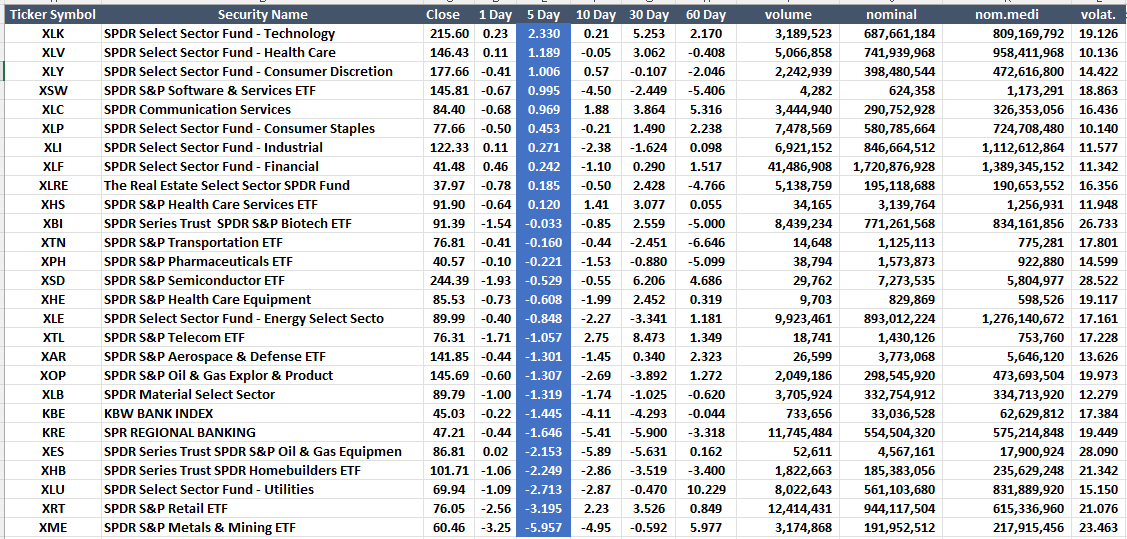 Ticker Symbol Security Name Close 1 Day 5 Day 10 Day 30 Day 60 Day volume nominal nom.medi volat.
XLK SPDR Select Sector Fund - Technology 215.60 0.23 2.330 0.21 5.253 2.170 3,189,523 687,661,184 809,169,792 19.126
XLV SPDR Select Sector Fund - Health Care 146.43 0.11 1.189 -0.05 3.062 -0.408 5,066,858 741,939,968 958,411,968 10.136
XLY SPDR Select Sector Fund - Consumer Discretion 177.66 -0.41 1.006 0.57 -0.107 -2.046 2,242,939 398,480,544 472,616,800 14.422
XSW SPDR S&P Software & Services ETF 145.81 -0.67 0.995 -4.50 -2.449 -5.406 4,282 624,358 1,173,291 18.863
XLC SPDR Communication Services 84.40 -0.68 0.969 1.88 3.864 5.316 3,444,940 290,752,928 326,353,056 16.436
XLP SPDR Select Sector Fund - Consumer Staples 77.66 -0.50 0.453 -0.21 1.490 2.238 7,478,569 580,785,664 724,708,480 10.140
XLI SPDR Select Sector Fund - Industrial 122.33 0.11 0.271 -2.38 -1.624 0.098 6,921,152 846,664,512 1,112,612,864 11.577
XLF SPDR Select Sector Fund - Financial 41.48 0.46 0.242 -1.10 0.290 1.517 41,486,908 1,720,876,928 1,389,345,152 11.342
XLRE The Real Estate Select Sector SPDR Fund 37.97 -0.78 0.185 -0.50 2.428 -4.766 5,138,759 195,118,688 190,653,552 16.356
XHS SPDR S&P Health Care Services ETF 91.90 -0.64 0.120 1.41 3.077 0.055 34,165 3,139,764 1,256,931 11.948
XBI SPDR Series Trust SPDR S&P Biotech ETF 91.39 -1.54 -0.033 -0.85 2.559 -5.000 8,439,234 771,261,568 834,161,856 26.733
XTN SPDR S&P Transportation ETF 76.81 -0.41 -0.160 -0.44 -2.451 -6.646 14,648 1,125,113 775,281 17.801
XPH SPDR S&P Pharmaceuticals ETF 40.57 -0.10 -0.221 -1.53 -0.880 -5.099 38,794 1,573,873 922,880 14.599
XSD SPDR S&P Semiconductor ETF 244.39 -1.93 -0.529 -0.55 6.206 4.686 29,762 7,273,535 5,804,977 28.522
XHE SPDR S&P Health Care Equipment 85.53 -0.73 -0.608 -1.99 2.452 0.319 9,703 829,869 598,526 19.117
XLE SPDR Select Sector Fund - Energy Select Secto 89.99 -0.40 -0.848 -2.27 -3.341 1.181 9,923,461 893,012,224 1,276,140,672 17.161
XTL SPDR S&P Telecom ETF 76.31 -1.71 -1.057 2.75 8.473 1.349 18,741 1,430,126 753,760 17.228
XAR SPDR S&P Aerospace & Defense ETF 141.85 -0.44 -1.301 -1.45 0.340 2.323 26,599 3,773,068 5,646,120 13.626
XOP SPDR S&P Oil & Gas Explor & Product 145.69 -0.60 -1.307 -2.69 -3.892 1.272 2,049,186 298,545,920 473,693,504 19.973
XLB SPDR Material Select Sector 89.79 -1.00 -1.319 -1.74 -1.025 -0.620 3,705,924 332,754,912 334,713,920 12.279
KBE KBW BANK INDEX 45.03 -0.22 -1.445 -4.11 -4.293 -0.044 733,656 33,036,528 62,629,812 17.384
KRE SPR REGIONAL BANKING 47.21 -0.44 -1.646 -5.41 -5.900 -3.318 11,745,484 554,504,320 575,214,848 19.449
XES SPDR Series Trust SPDR S&P Oil & Gas Equipmen 86.81 0.02 -2.153 -5.89 -5.631 0.162 52,611 4,567,161 17,900,924 28.090
XHB SPDR Series Trust SPDR Homebuilders ETF 101.71 -1.06 -2.249 -2.86 -3.519 -3.400 1,822,663 185,383,056 235,629,248 21.342
XLU SPDR Select Sector Fund - Utilities 69.94 -1.09 -2.713 -2.87 -0.470 10.229 8,022,643 561,103,680 831,889,920 15.150
XRT SPDR S&P Retail ETF 76.05 -2.56 -3.195 2.23 3.526 0.849 12,414,431 944,117,504 615,336,960 21.076
XME SPDR S&P Metals & Mining ETF 60.46 -3.25 -5.957 -4.95 -0.592 5.977 3,174,868 191,952,512 217,915,456 23.463